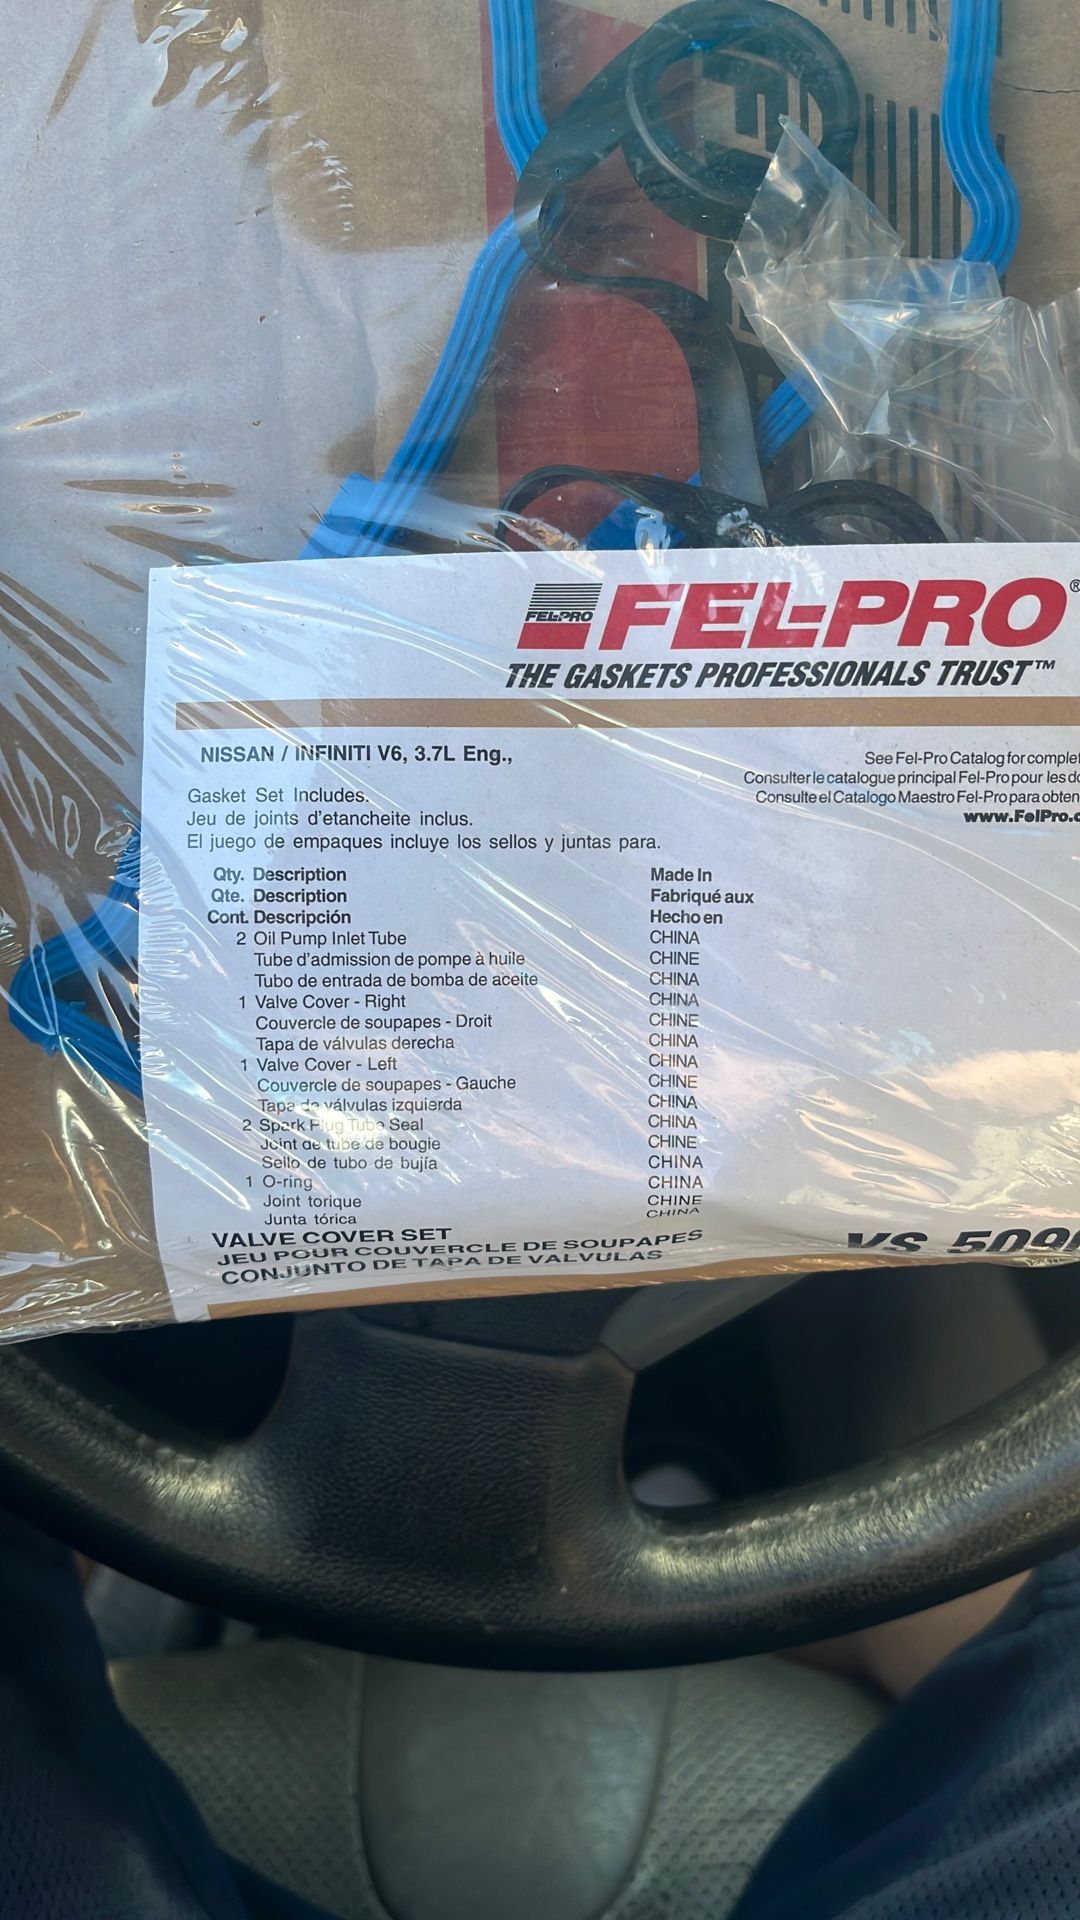 FEL-PRO
FEL-PRO®
THE GASKETS PROFESSIONALS TRUST™
NISSAN / INFINITI V6, 3.7L Eng.,
See Fel-Pro Catalog for
Consulter le catalogue principal Fel-Pro pour les
Consulte el Catalogo Maestro Fel-Pro para
Gasket Set Includes.
Jeu de joints d'etancheite inclus.
El juego de empaques incluye los sellos y juntas para.
Qty. Description Made In
Qte. Description Fabriqué aux
Cont. Descripción Hecho en
2 Oil Pump Inlet Tube CHINA
Tube d'admission de pompe à huile CHINE
Tubo de entrada de bomba de aceite CHINA
1 Valve Cover - Right CHINA
Couvercle de soupapes - Droit CHINE
Tapa de válvulas derecha CHINA
1 Valve Cover - Left CHINA
Couvercle de soupapes - Gauche CHINE
Tapa de válvulas izquierda CHINA
2 Spark Plug Tube Seal CHINA
Joint de tube de bougie CHINE
Sello de tubo de bujía CHINA
1 O-ring CHINA
Joint torique CHINE
Junta tórica CHINA
VALVE COVER SET
JEU POUR COUVERCLE DE SOUPAPES
CONJUNTO DE TAPA DE VALVULAS
VS